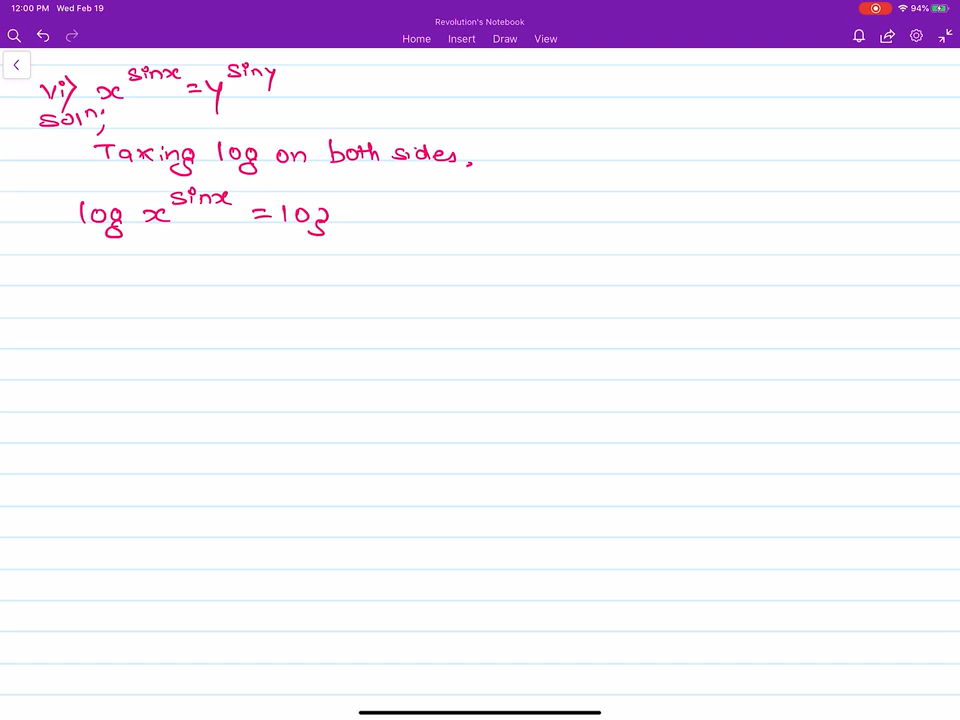 12:00 PM Wed Feb 19 94%
Revolution's Notebook
Home Insert Draw View
vi) x^sinx = y^siny
Solⁿ;
Taking log on both sides.
log x^sinx = log